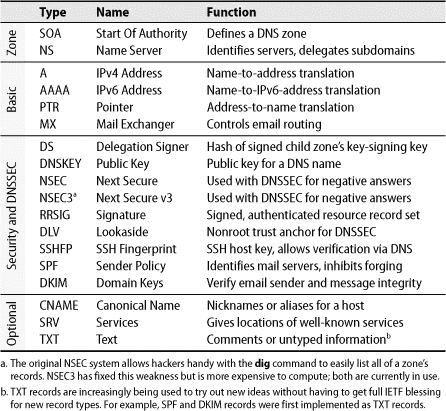 Type Name Function
Zone
SOA Start Of Authority Defines a DNS zone
NS Name Server Identifies servers, delegates subdomains
Basic
A IPv4 Address Name-to-address translation
AAAA IPv6 Address Name-to-IPv6-address translation
PTR Pointer Address-to-name translation
MX Mail Exchanger Controls email routing
Security and DNSSEC
DS Delegation Signer Hash of signed child zone's key-signing key
DNSKEY Public Key Public key for a DNS name
NSEC Next Secure Used with DNSSEC for negative answers
NSEC3a Next Secure v3 Used with DNSSEC for negative answers
RRSIG Signature Signed, authenticated resource record set
DLV Lookaside Nonroot trust anchor for DNSSEC
SSHFP SSH Fingerprint SSH host key, allows verification via DNS
SPF Sender Policy Identifies mail servers, inhibits forging
DKIM Domain Keys Verify email sender and message integrity
Optional
CNAME Canonical Name Nicknames or aliases for a host
SRV Services Gives locations of well-known services
TXT Text Comments or untyped informationb
a. The original NSEC system allows hackers handy with the dig command to easily list all of a zone's
records. NSEC3 has fixed this weakness but is more expensive to compute; both are currently in use.
b. TXT records are increasingly being used to try out new ideas without having to get full IETF blessing
for new record types. For example, SPF and DKIM records were first implemented as TXT records.